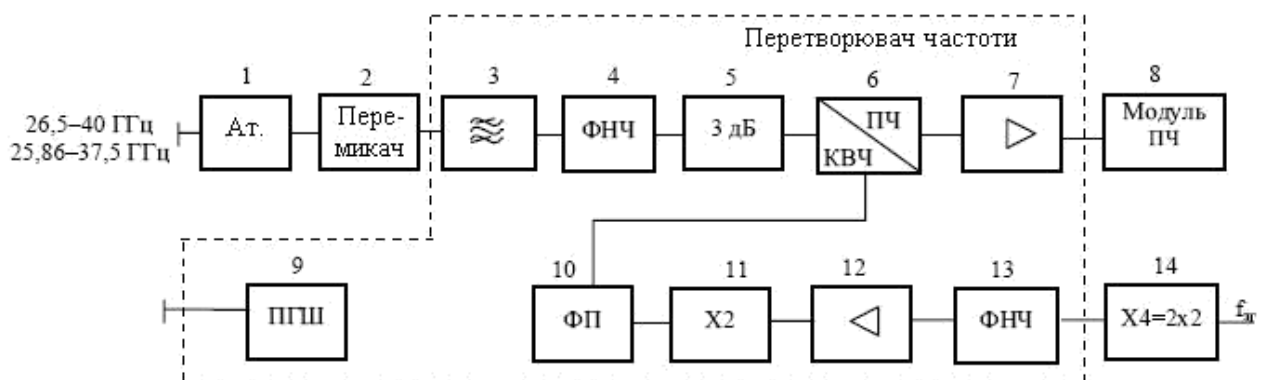 Перетворювач частоти
1
2
3
4
5
6
7
8
26,5–40 ГГц
25,86–37,5 ГГц
Ат.
Пере-
микач
ФНЧ
3 дБ
ПЧ
КВЧ
Модуль
ПЧ
9
10
11
12
13
14
ПГШ
ФП
X2
ФНЧ
X4=2x2